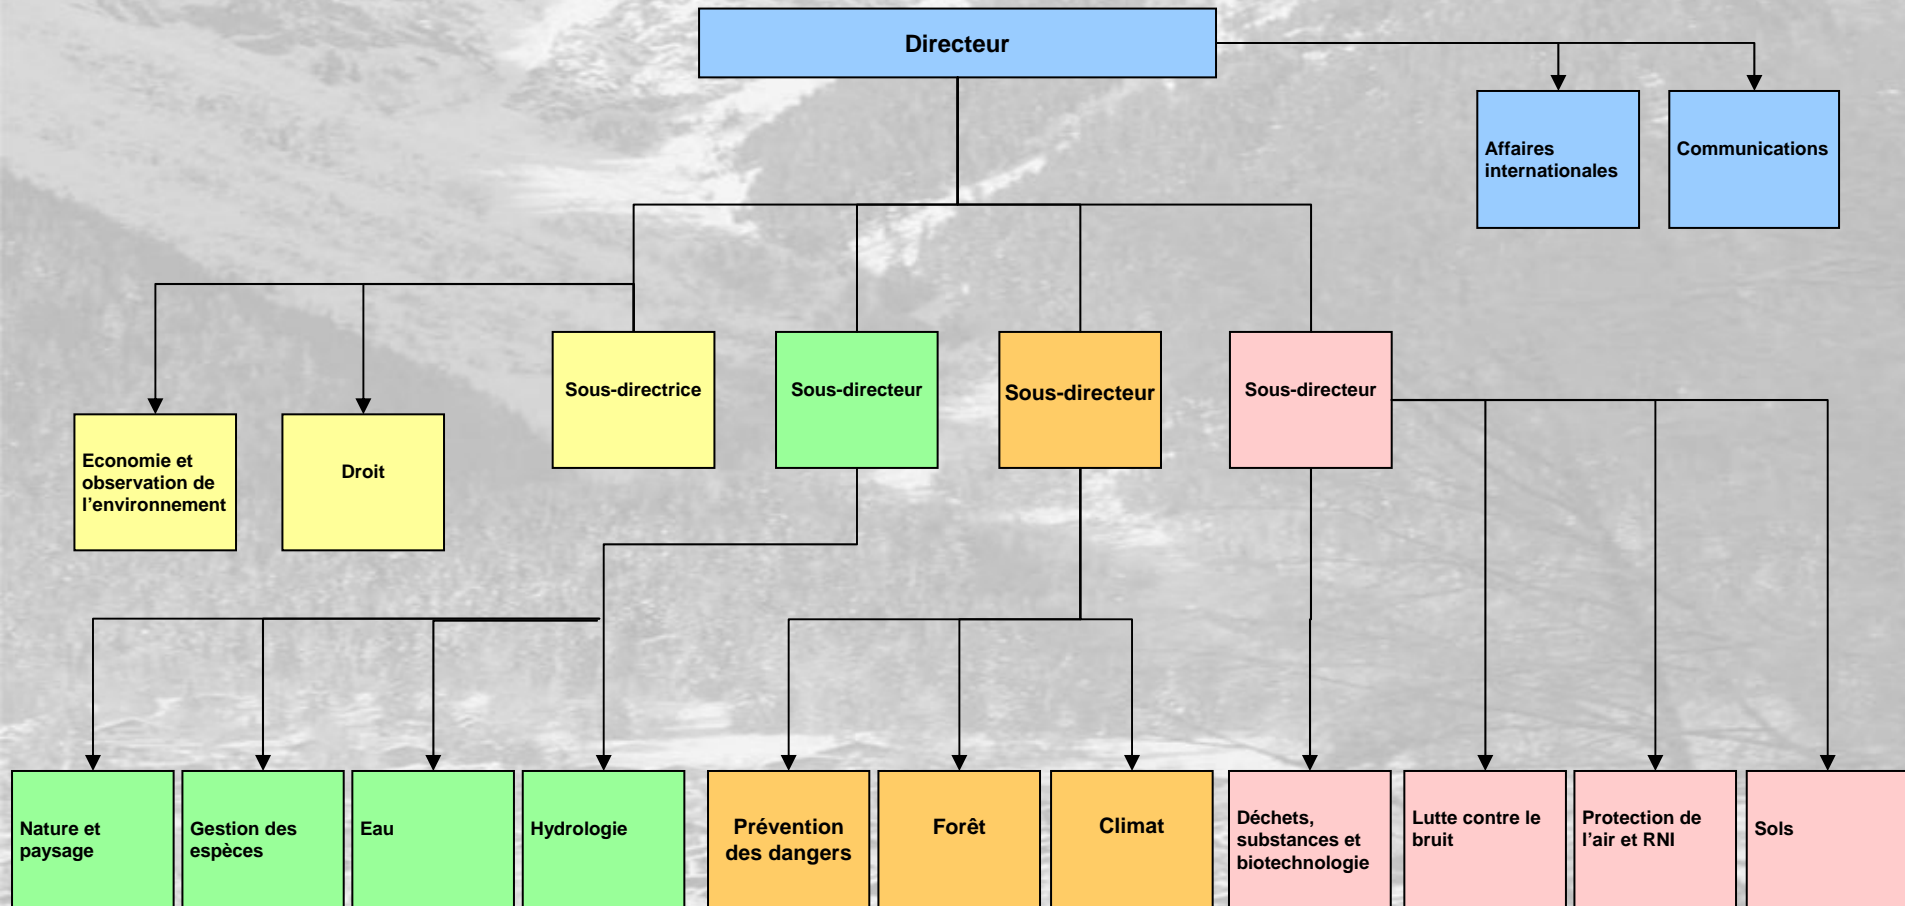 Directeur
Affaires
internationales
Communications
Sous-directrice
Sous-directeur
Sous-directeur
Sous-directeur
Economie et
observation de
l'environnement
Droit
Nature et
paysage
Gestion des
espèces
Eau
Hydrologie
Prévention
des dangers
Forêt
Climat
Déchets,
substances et
biotechnologie
Lutte contre le
bruit
Protection de
l'air et RNI
Sols